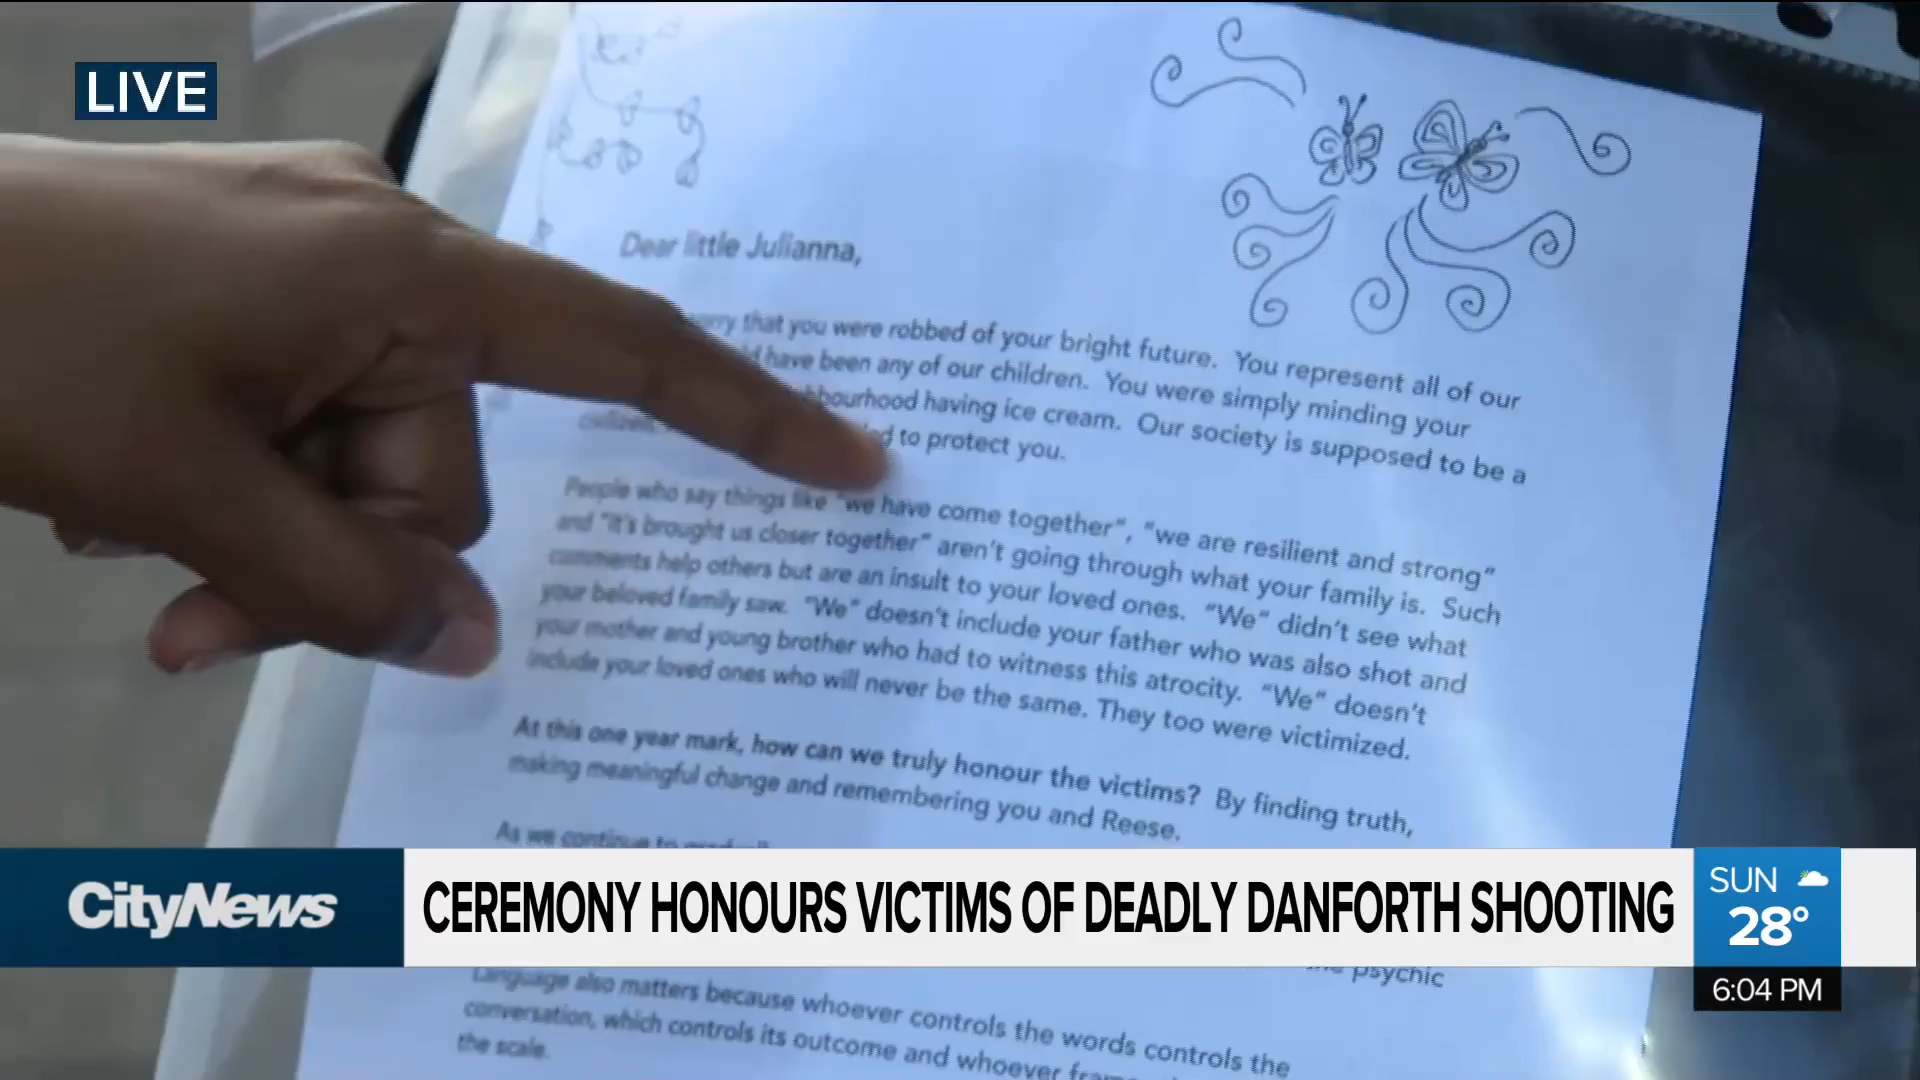 LIVE
Dear little Julianna,
that you were robbed of your bright future. You represent all of our
have been any of our children. You were simply minding your
having ice cream. Our society is supposed to be a
to protect you.
People who say things like "we have come together", "we are resilient and strong"
and "it's brought us closer together" aren't going through what your family is. Such
comments help others but are an insult to your loved ones. "We" didn't see what
your beloved family saw. "We" doesn't include your father who was also shot and
your mother and young brother who had to witness this atrocity. "We" doesn't
include your loved ones who will never be the same. They too were victimized.
At this one year mark, how can we truly honour the victims? By finding truth,
making meaningful change and remembering you and Reese.
As we continue to
CityNews
CEREMONY HONOURS VICTIMS OF DEADLY DANFORTH SHOOTING
SUN
28°
6:04 PM
psychic
Language also matters because whoever controls the words controls the
conversation, which controls its outcome and whoever
the scale.